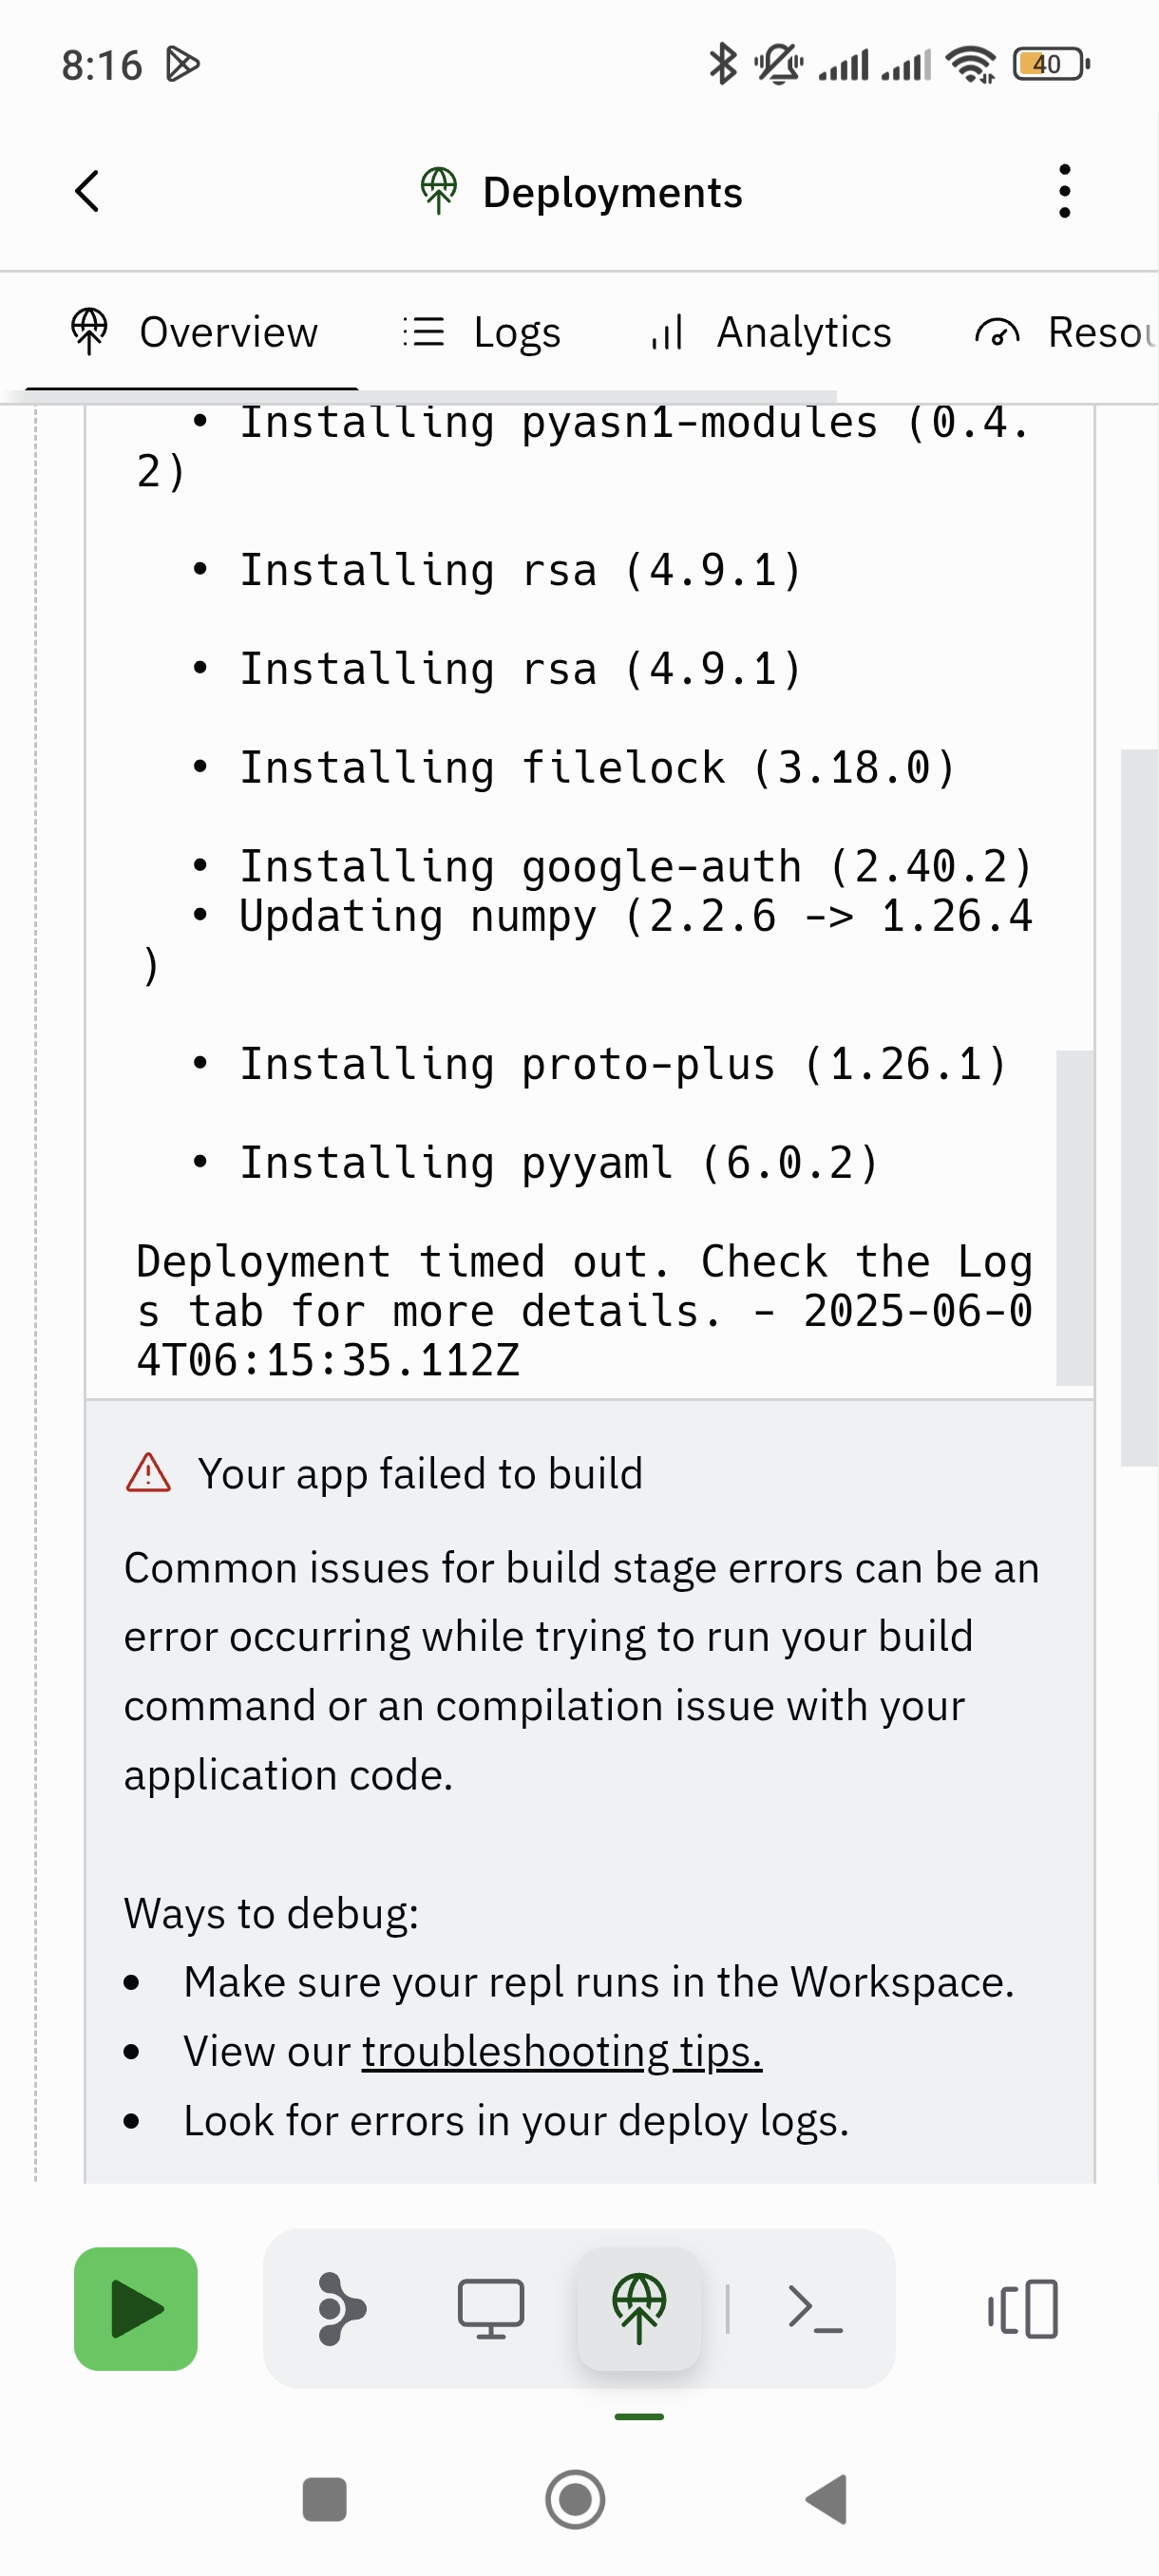 8:16
40
Deployments
Overview
Logs
Analytics
Resou
• Installing pyasn1-modules (0.4.
2)
• Installing rsa (4.9.1)
• Installing rsa (4.9.1)
• Installing filelock (3.18.0)
• Installing google-auth (2.40.2)
• Updating numpy (2.2.6 -> 1.26.4
)
• Installing proto-plus (1.26.1)
• Installing pyyaml (6.0.2)
Deployment timed out. Check the Log
s tab for more details. - 2025-06-0
4T06:15:35.112Z
Your app failed to build
Common issues for build stage errors can be an
error occurring while trying to run your build
command or an compilation issue with your
application code.
Ways to debug:
• Make sure your repl runs in the Workspace.
• View our troubleshooting tips.
• Look for errors in your deploy logs.